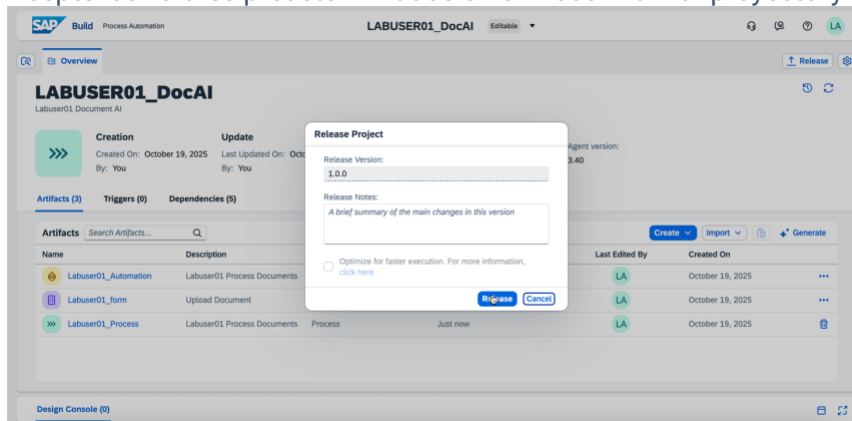 SAP Build Process Automation LABUSER01_DocAI Editable LA
Overview Release
LABUSER01_DocAI
Labuser01 Document AI
Creation Update
Created On: October 19, 2025 Last Updated On: Octo
By: You By: You
Agent version:
3.40
Release Project
Release Version:
1.0.0
Release Notes:
A brief summary of the main changes in this version
Optimize for faster execution. For more information,
click here
Release Cancel
Artifacts (3) Triggers (0) Dependencies (5)
Artifacts Search Artifacts... Create Import Generate
Name Description Last Edited By Created On
Labuser01_Automation Labuser01 Process Documents LA October 19, 2025
Labuser01_form Upload Document LA October 19, 2025
Labuser01_Process Labuser01 Process Documents Process Just now LA October 19, 2025
Design Console (0)